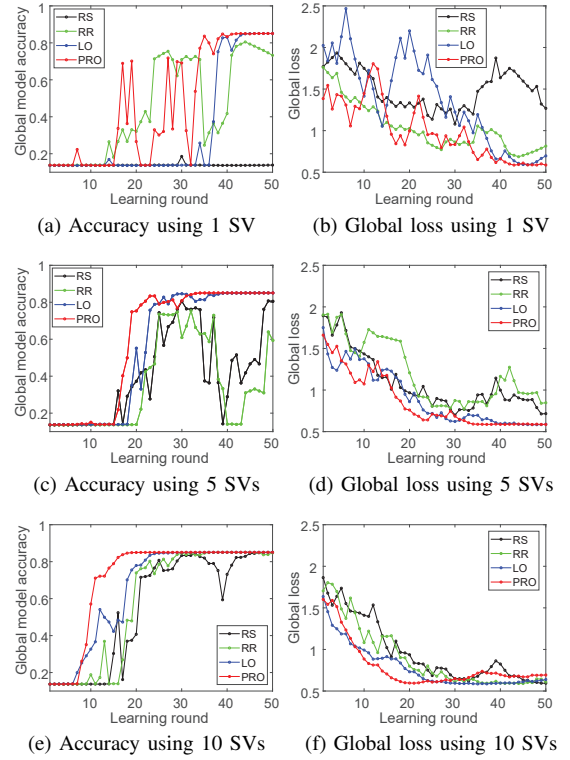 1
0.8
0.6
0.4
0.2
Global model accuracy
RS
RR
LO
PRO
10 20 30 40 50
Learning round
(a) Accuracy using 1 SV
2.5
2
1.5
1
0.5
Global loss
RS
RR
LO
PRO
10 20 30 40 50
Learning round
(b) Global loss using 1 SV
1
0.8
0.6
0.4
0.2
Global model accuracy
RS
RR
LO
PRO
10 20 30 40 50
Learning round
(c) Accuracy using 5 SVs
2.5
2
1.5
1
0.5
Global loss
RS
RR
LO
PRO
10 20 30 40 50
Learning round
(d) Global loss using 5 SVs
1
0.8
0.6
0.4
0.2
Global model accuracy
RS
RR
LO
PRO
10 20 30 40 50
Learning round
(e) Accuracy using 10 SVs
2.5
2
1.5
1
0.5
Global loss
RS
RR
LO
PRO
10 20 30 40 50
Learning round
(f) Global loss using 10 SVs